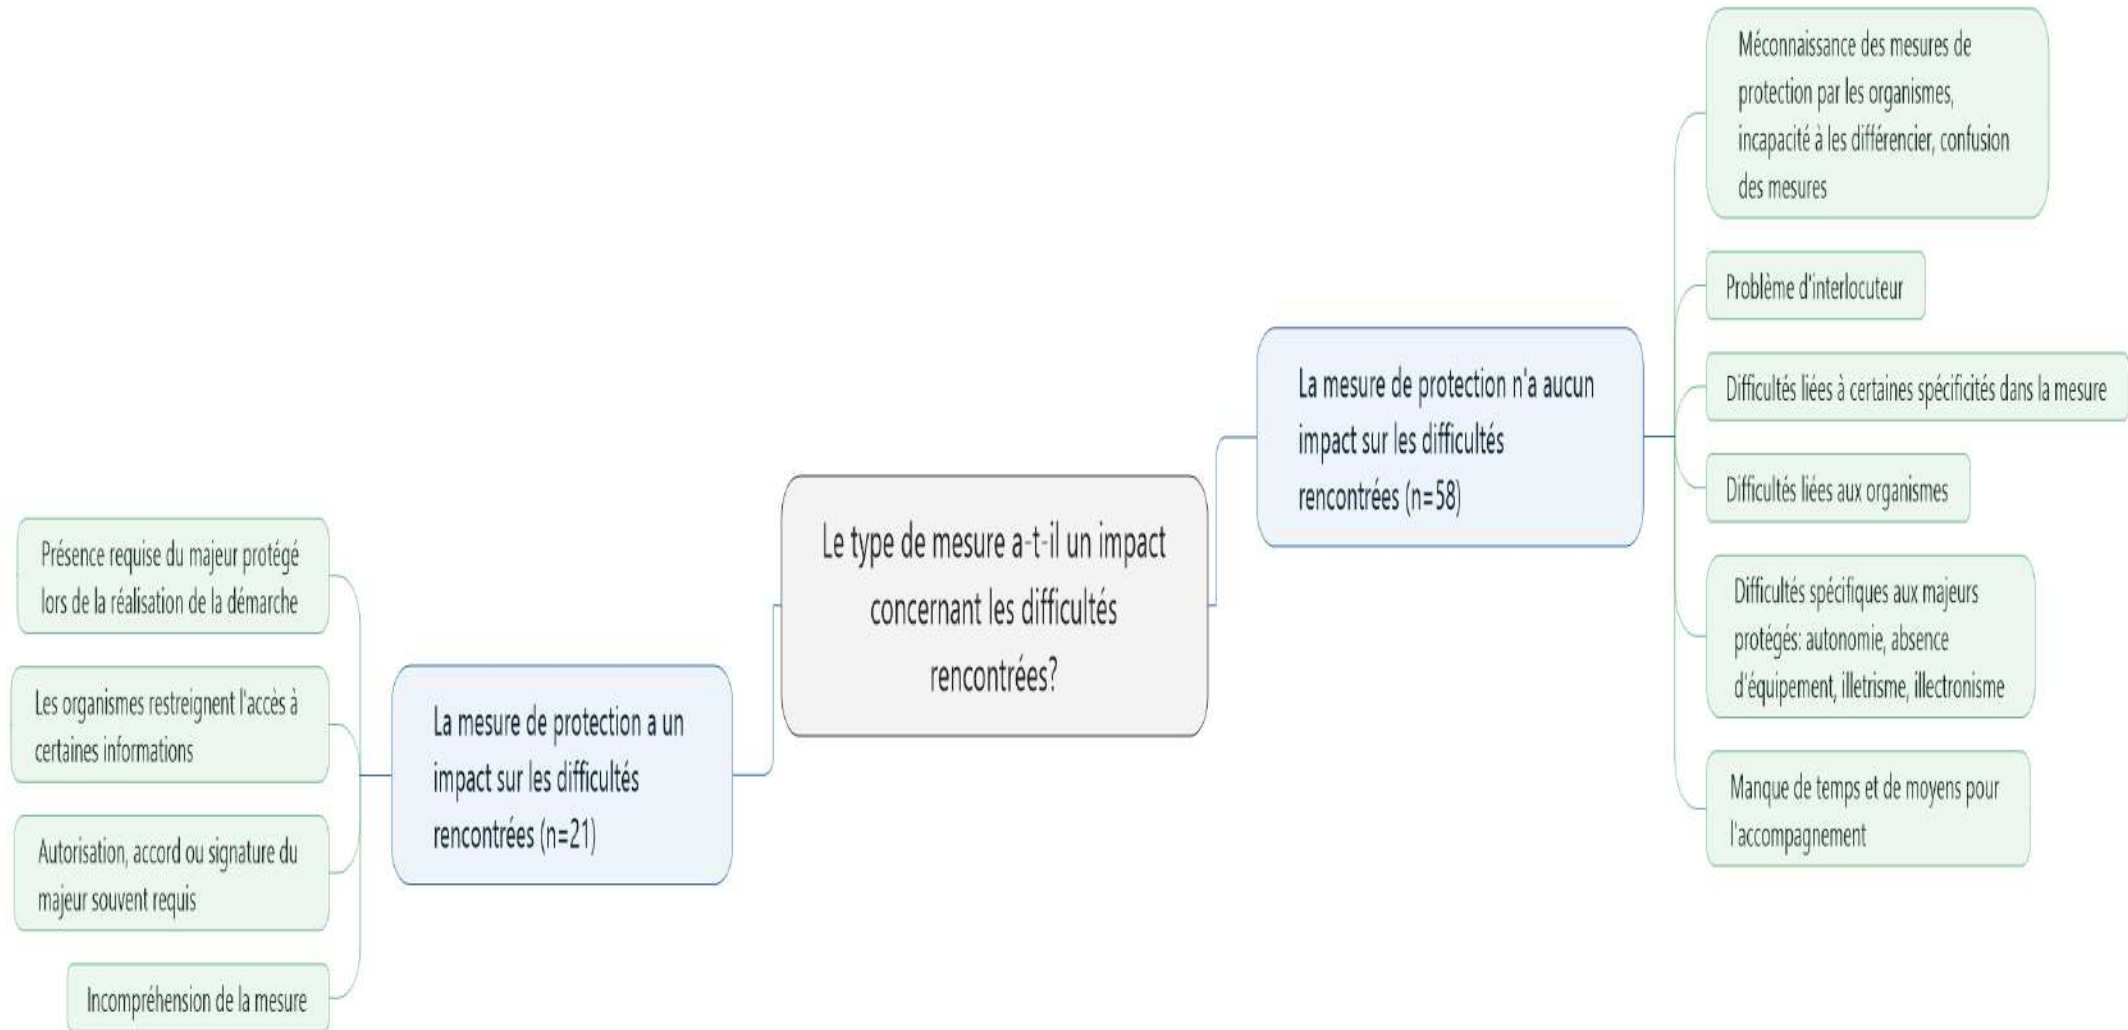 Le type de mesure a-t-il un impact
concernant les difficultés
rencontrées?
La mesure de protection n'a aucun
impact sur les difficultés
rencontrées (n=58)
Méconnaissance des mesures de
protection par les organismes,
incapacité à les différencier, confusion
des mesures
Problème d'interlocuteur
Difficultés liées à certaines spécificités dans la mesure
Difficultés liées aux organismes
Difficultés spécifiques aux majeurs
protégés: autonomie, absence
d'équipement, illetrisme, illectronisme
Manque de temps et de moyens pour
l'accompagnement
La mesure de protection a un
impact sur les difficultés
rencontrées (n=21)
Présence requise du majeur protégé
lors de la réalisation de la démarche
Les organismes restreignent l'accès à
certaines informations
Autorisation, accord ou signature du
majeur souvent requis
Incompréhension de la mesure